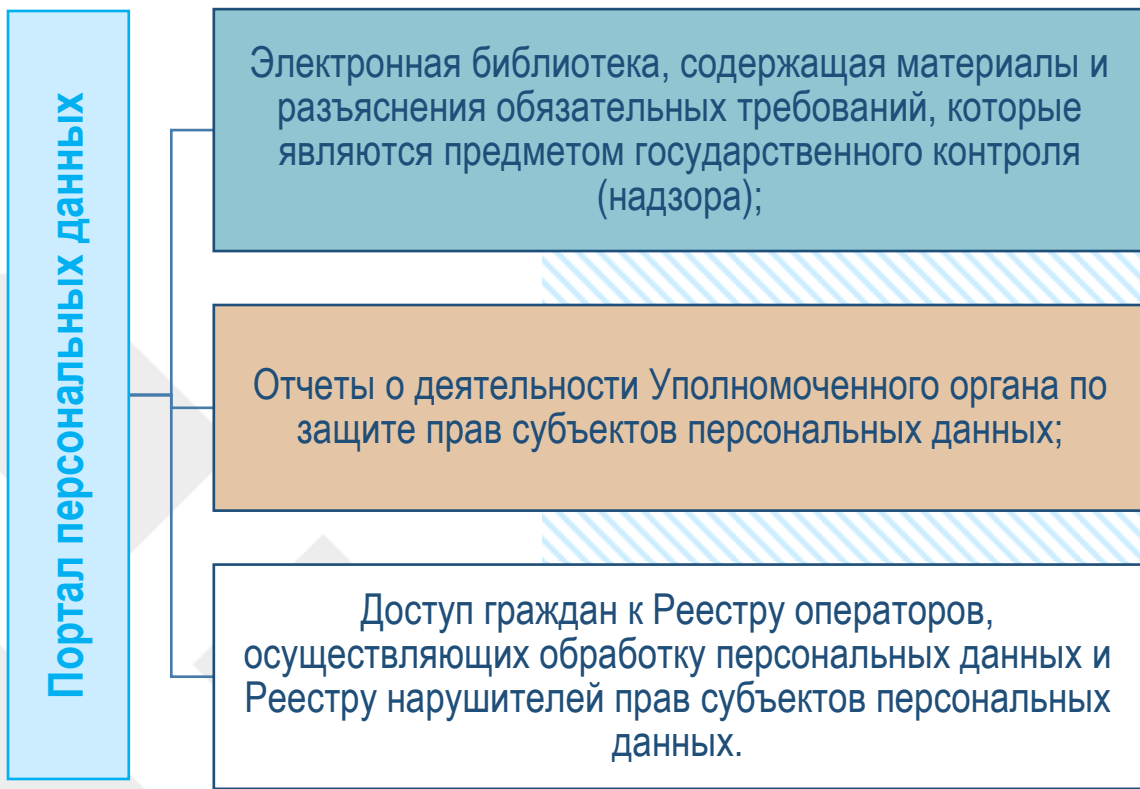 Портал персональных данных
Электронная библиотека, содержащая материалы и
разъяснения обязательных требований, которые
являются предметом государственного контроля
(надзора);
Отчеты о деятельности Уполномоченного органа по
защите прав субъектов персональных данных;
Доступ граждан к Реестру операторов,
осуществляющих обработку персональных данных и
Реестру нарушителей прав субъектов персональных
данных.